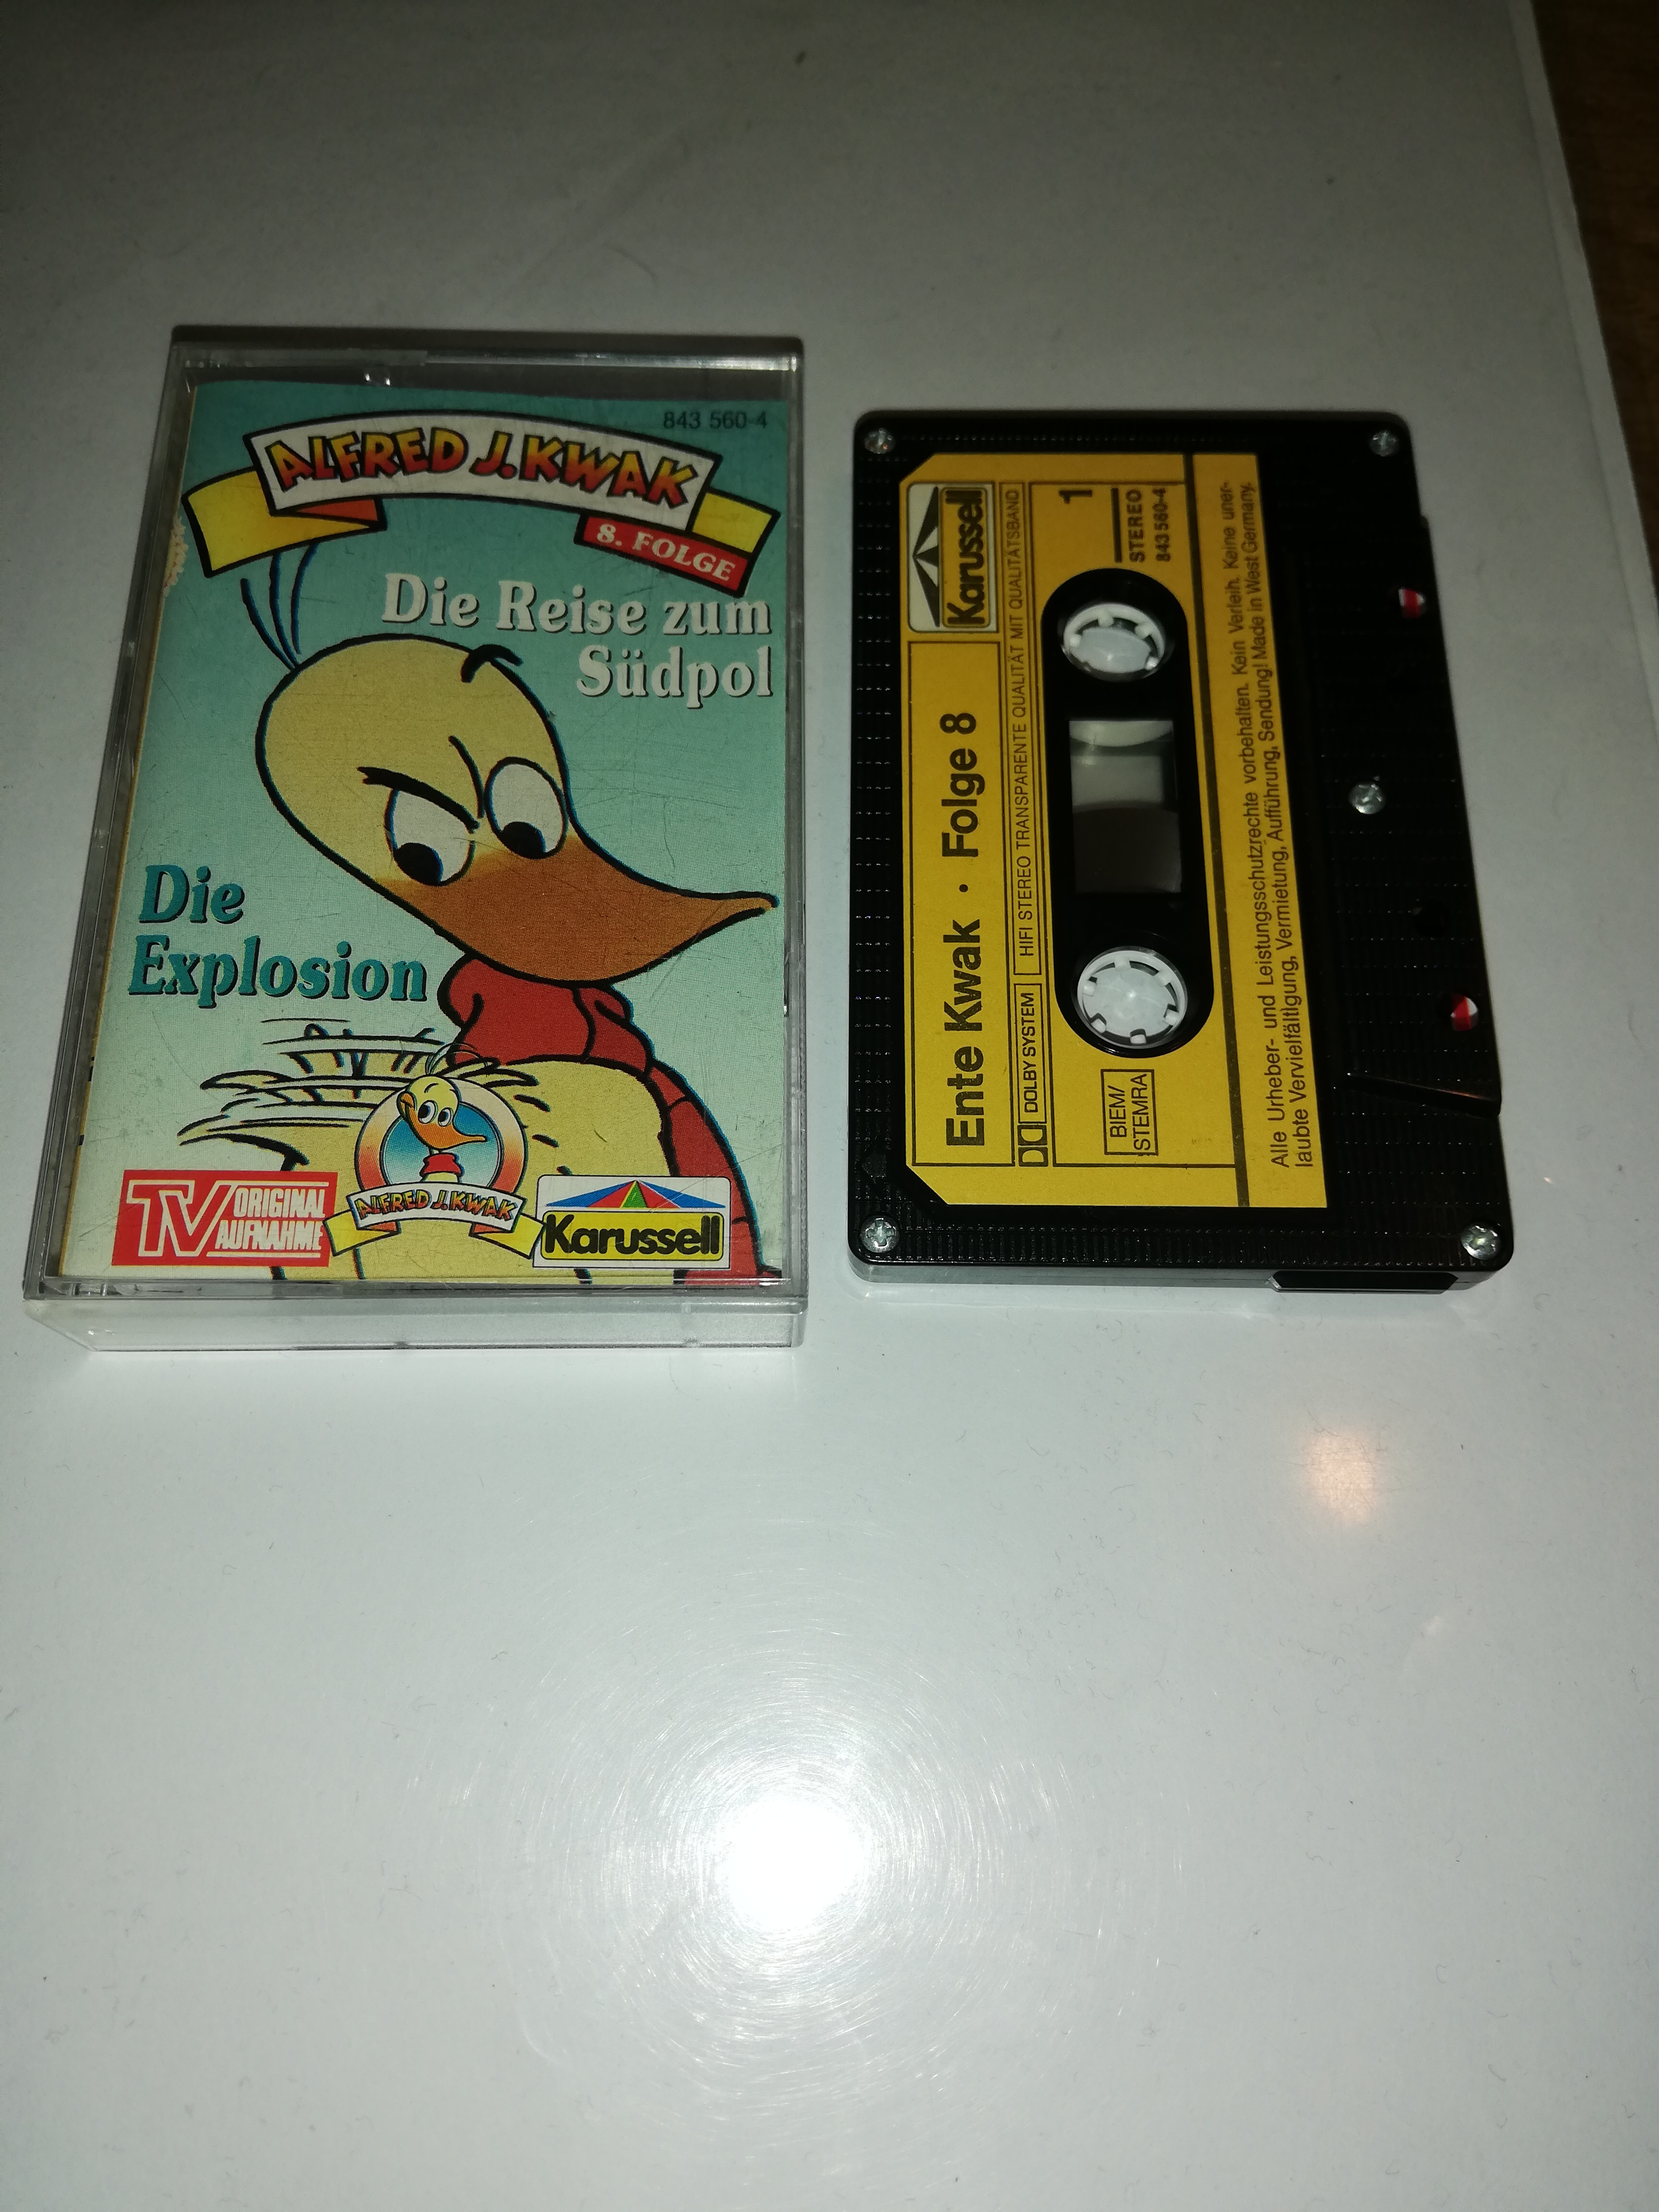 843 560-4
ALFRED J. KWAK
8. FOLGE
Die Reise zum
Südpol
Die
Explosion
TV ORIGINAL
AUFNAHME
ALFRED J. KWAK
Karussell
Karussell
Ente Kwak · Folge 8
DOLBY SYSTEM HIFI STEREO TRANSPARENTE QUALITÄT MIT QUALITÄTSBAND
1
STEREO
843 560-4
BIEM/
STEMRA
Alle Urheber- und Leistungsschutzrechte vorbehalten. Kein Verleih. Keine uner-
laubte Vervielfältigung, Vermietung, Aufführung, Sendung! Made in West Germany.